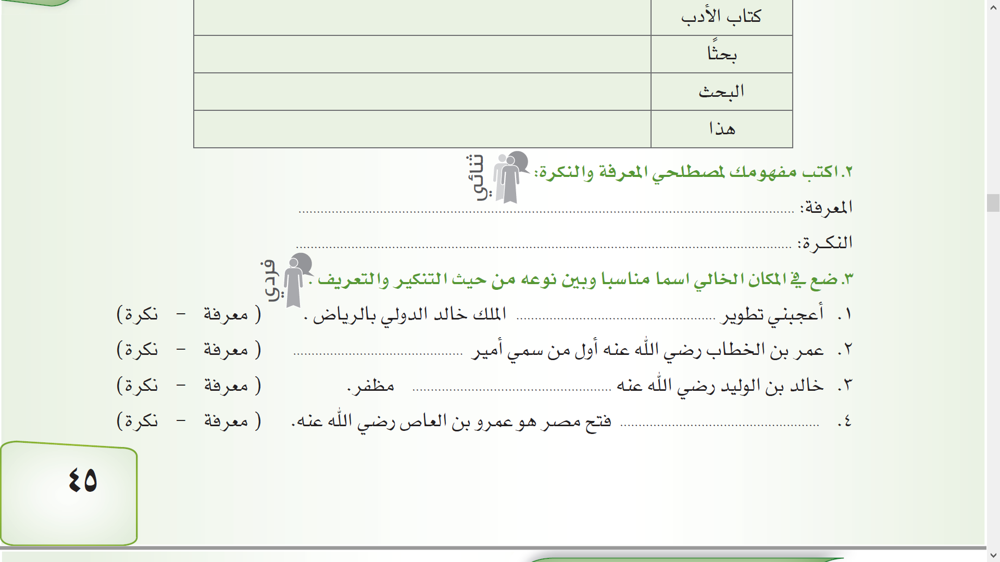 كتاب الأدب
بحثًا
البحث
هذا
٢. اكتب مفهومك لمصطلحي المعرفة والنكرة:
ثنائي
المعرفة: ........................................
النكـرة: ........................................
٣. ضع في المكان الخالي اسما مناسبا وبين نوعه من حيث التنكير والتعريف .
فردي
١. أعجبني تطوير .................... الملك خالد الدولي بالرياض . ( معرفة – نكرة)
٢. عمر بن الخطاب رضي الله عنه أول من سمي أمير .................... ( معرفة – نكرة)
٣. خالد بن الوليد رضي الله عنه .................... مظفر. ( معرفة – نكرة)
٤. .................... فتح مصر هو عمرو بن العاص رضي الله عنه. ( معرفة – نكرة)
٤٥